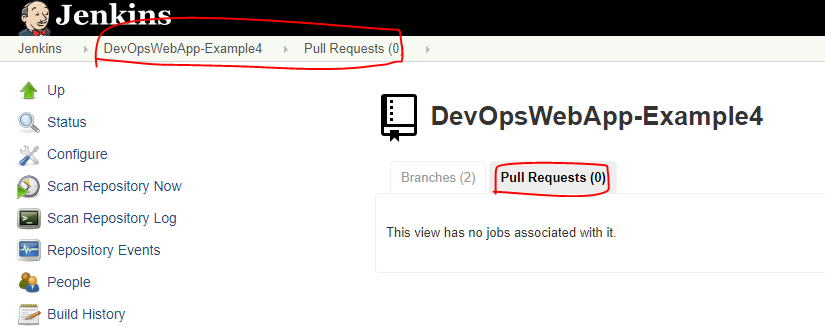 Jenkins
Jenkins DevOpsWebApp-Example4 Pull Requests (0)
Up
Status
Configure
Scan Repository Now
Scan Repository Log
Repository Events
People
Build History
DevOpsWebApp-Example4
Branches (2) Pull Requests (0)
This view has no jobs associated with it.